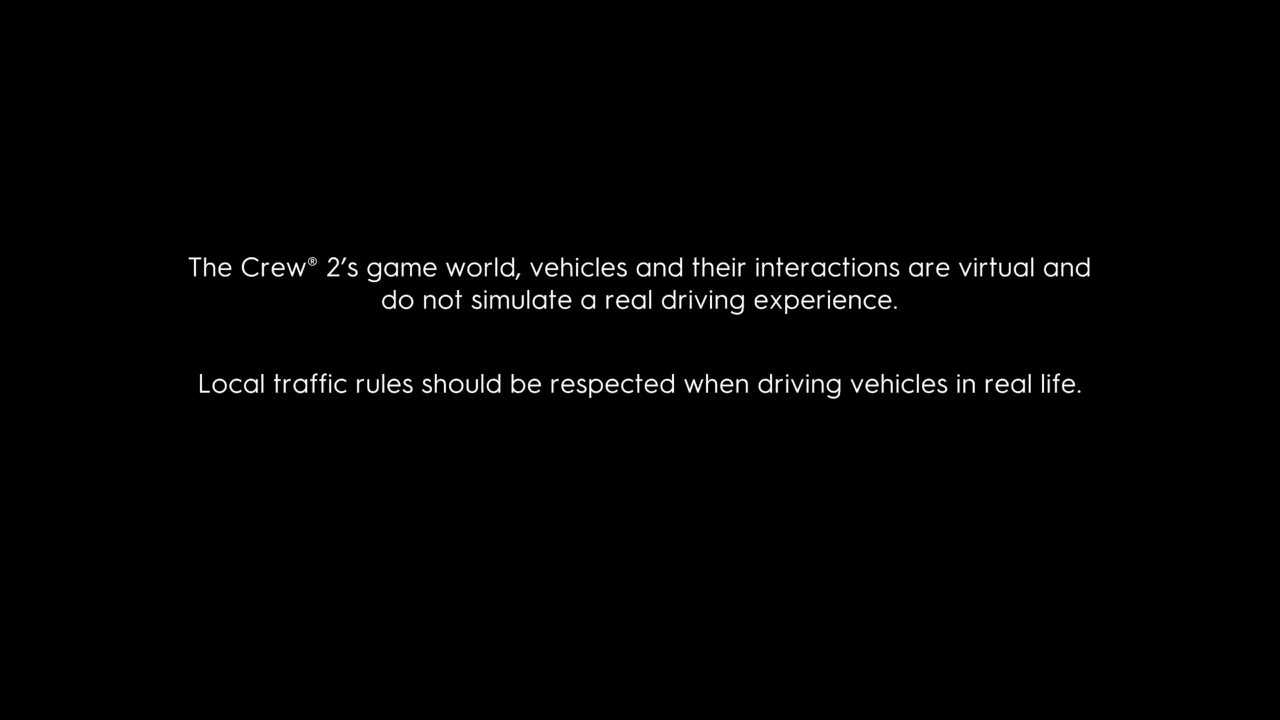 The Crew® 2’s game world, vehicles and their interactions are virtual and
do not simulate a real driving experience.
Local traffic rules should be respected when driving vehicles in real life.